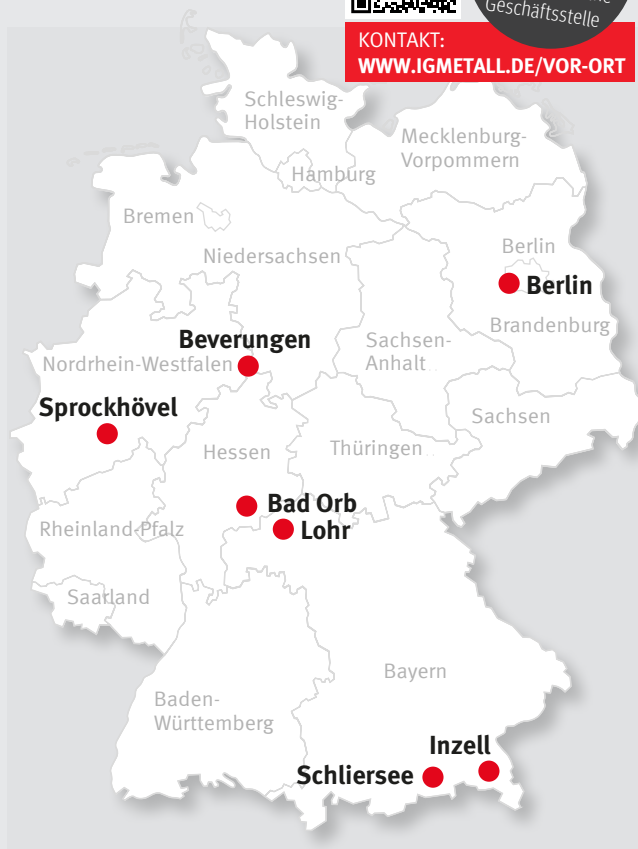 Geschäftsstelle
KONTAKT:
WWW.IGMETALL.DE/VOR-ORT
Schleswig-
Holstein
Mecklenburg-
Vorpommern
Hamburg
Bremen
Niedersachsen
Berlin
Berlin
Brandenburg
Beverungen
Sachsen-
Anhalt
Nordrhein-Westfalen
Sprockhövel
Sachsen
Hessen
Thüringen
Bad Orb
Lohr
Rheinland-Pfalz
Saarland
Bayern
Baden-
Württemberg
Inzell
Schliersee